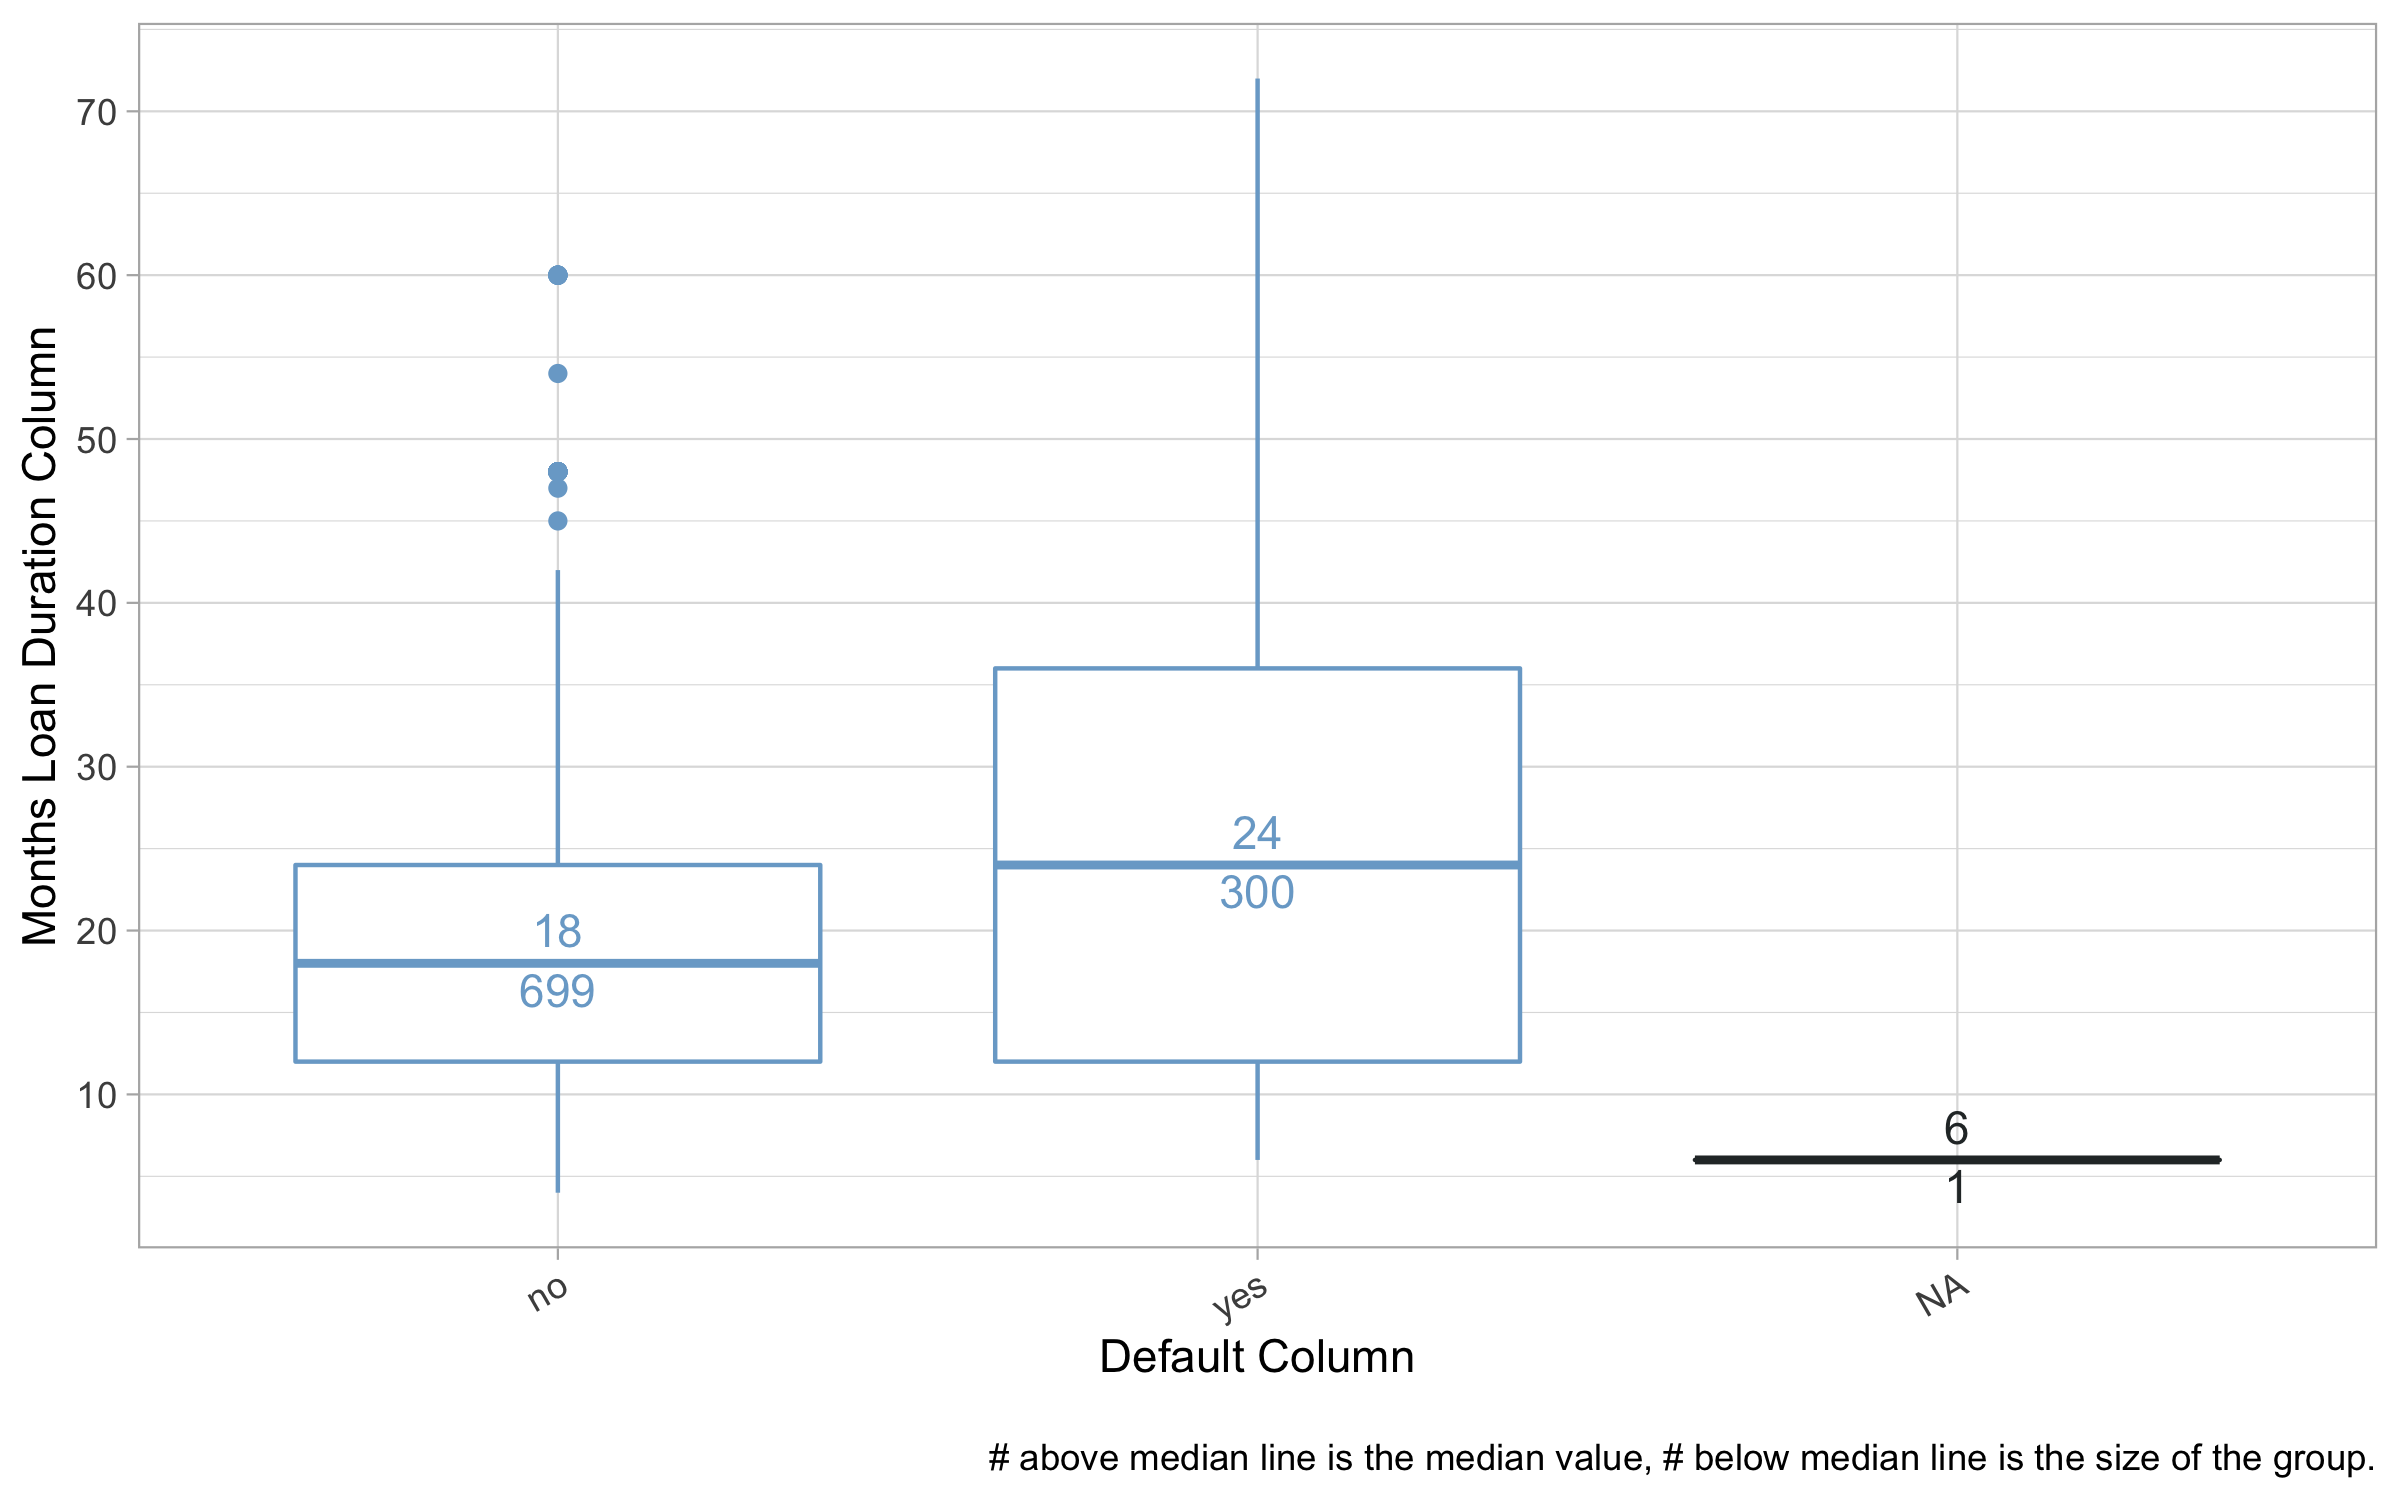 Months Loan Duration Column
70
60
50
40
30
20
10
18
699
24
300
6
1
no
yes
NA
Default Column
# above median line is the median value, # below median line is the size of the group.